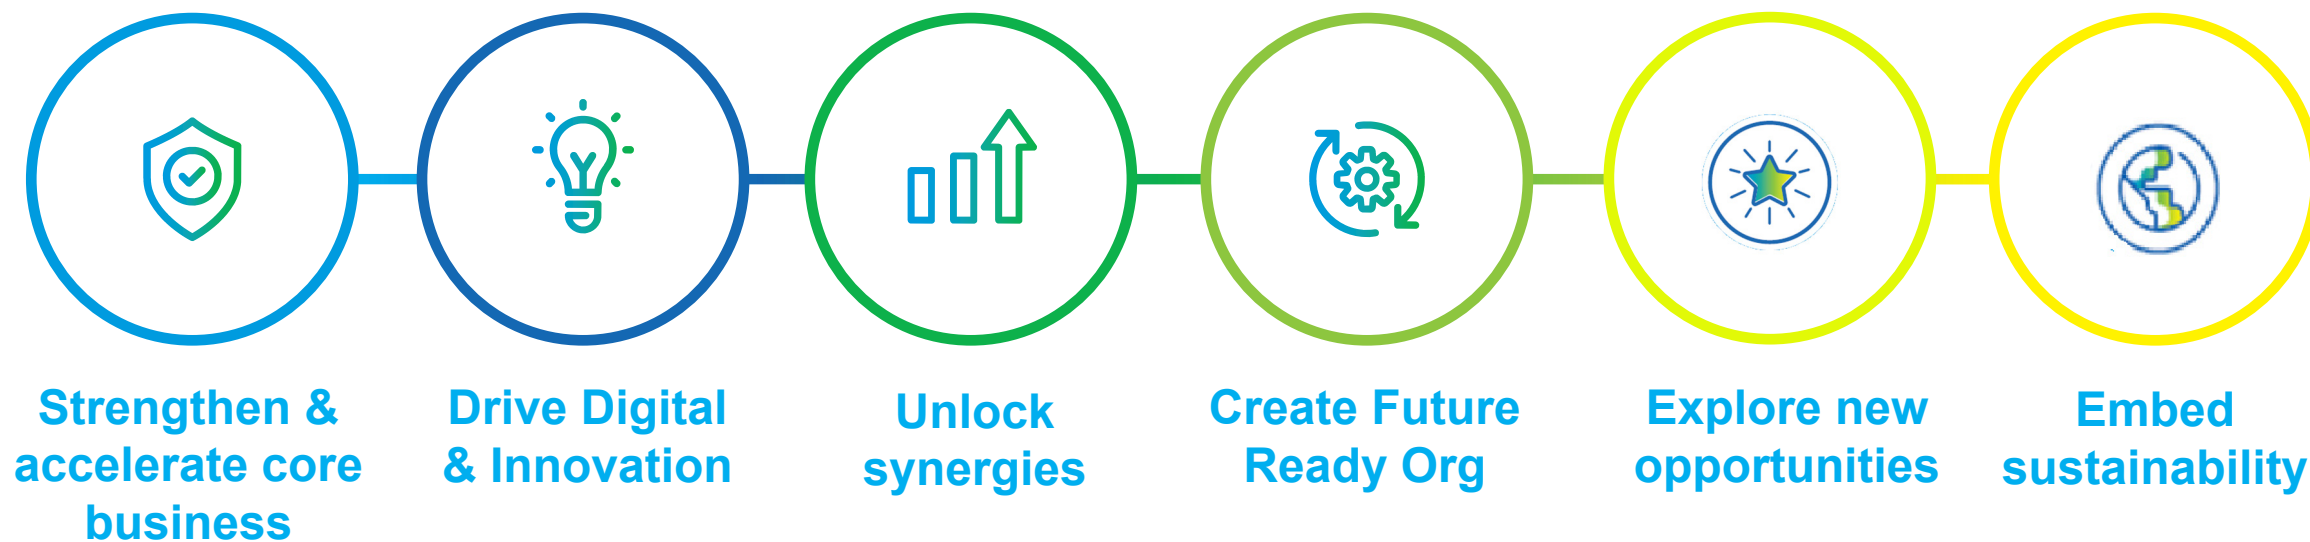 Strengthen &
accelerate core
business
Drive Digital
& Innovation
Unlock
synergies
Create Future
Ready Org
Explore new
opportunities
Embed
sustainability